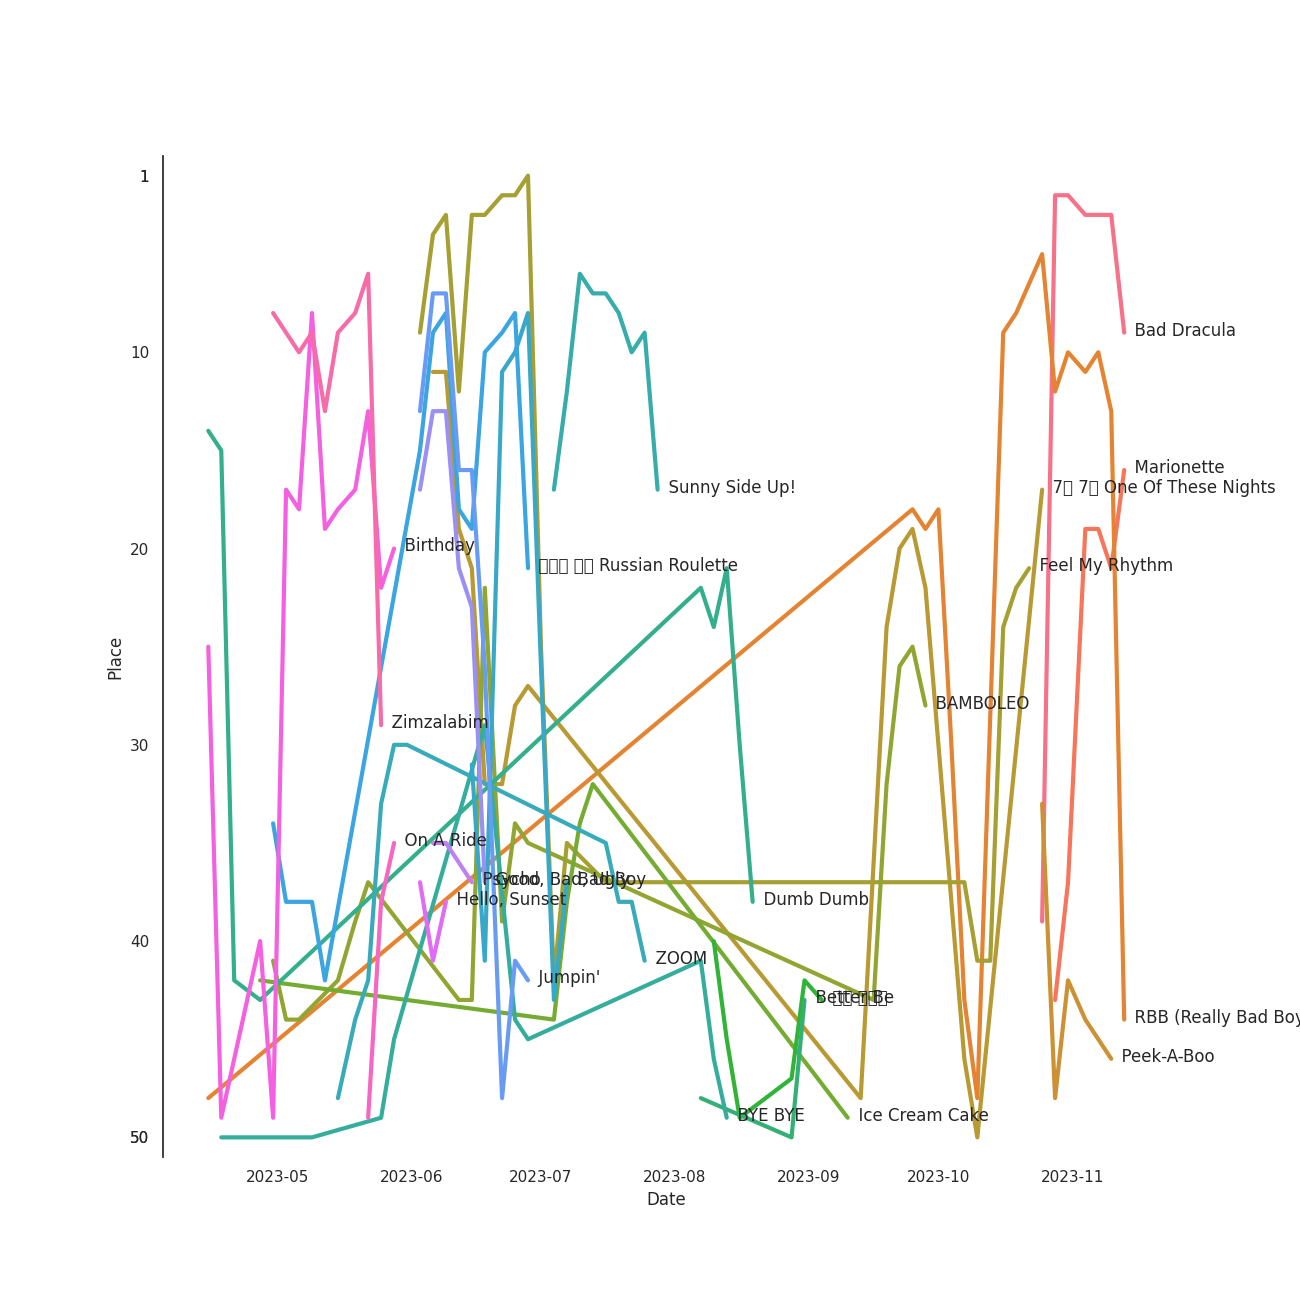 1
10
20
30
40
50
Place
Bad Dracula
Marionette
7 7 One Of These Nights
Sunny Side Up!
Birthday
Russian Roulette
Feel My Rhythm
BAMBOLEO
Zimzalabim
On A Ride
Psycho
Good, Bad, Ugly
Bad Boy
Hello, Sunset
Dumb Dumb
ZOOM
Jumpin'
Better Be
RBB (Really Bad Boy
Peek-A-Boo
BYE BYE
Ice Cream Cake
2023-05
2023-06
2023-07
2023-08
2023-09
2023-10
2023-11
Date